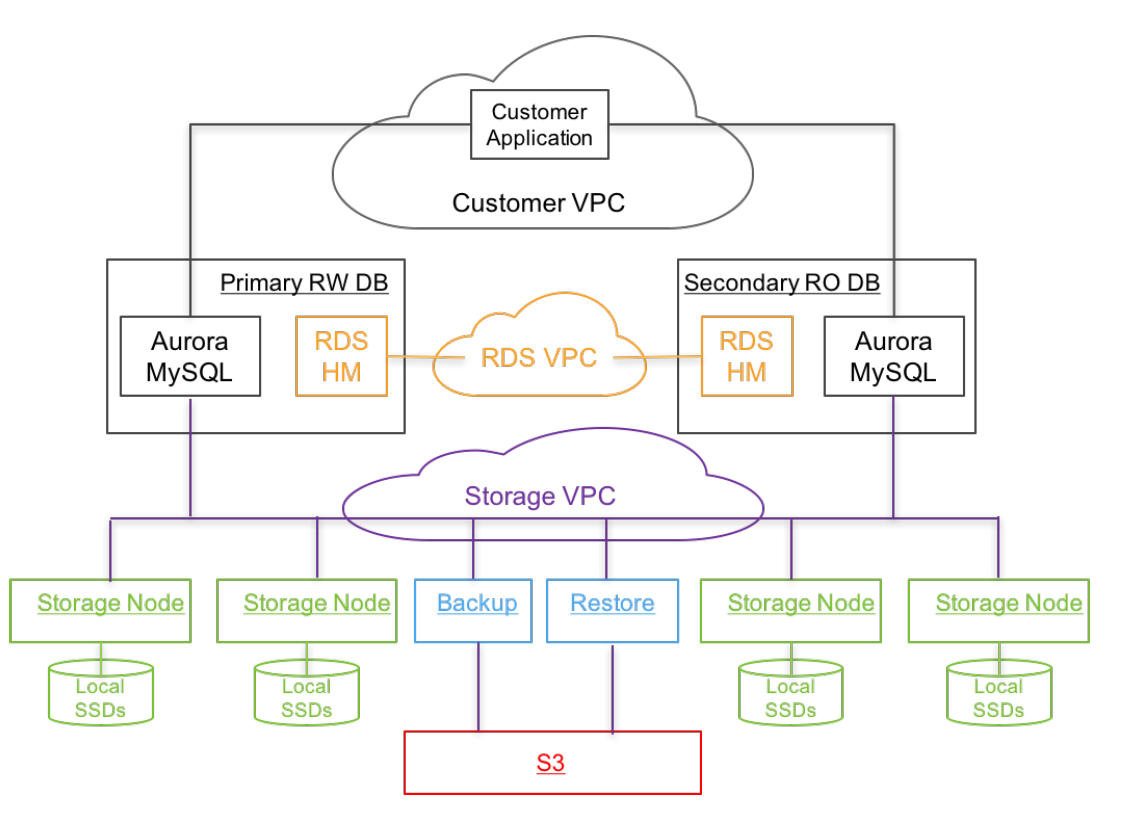 Customer
Application
Customer VPC
Primary RW DB
Secondary RO DB
Aurora
MySQL
RDS
HM
RDS VPC
RDS
HM
Aurora
MySQL
Storage VPC
Storage Node
Storage Node
Backup
Restore
Storage Node
Storage Node
Local
SSDs
Local
SSDs
Local
SSDs
Local
SSDs
S3